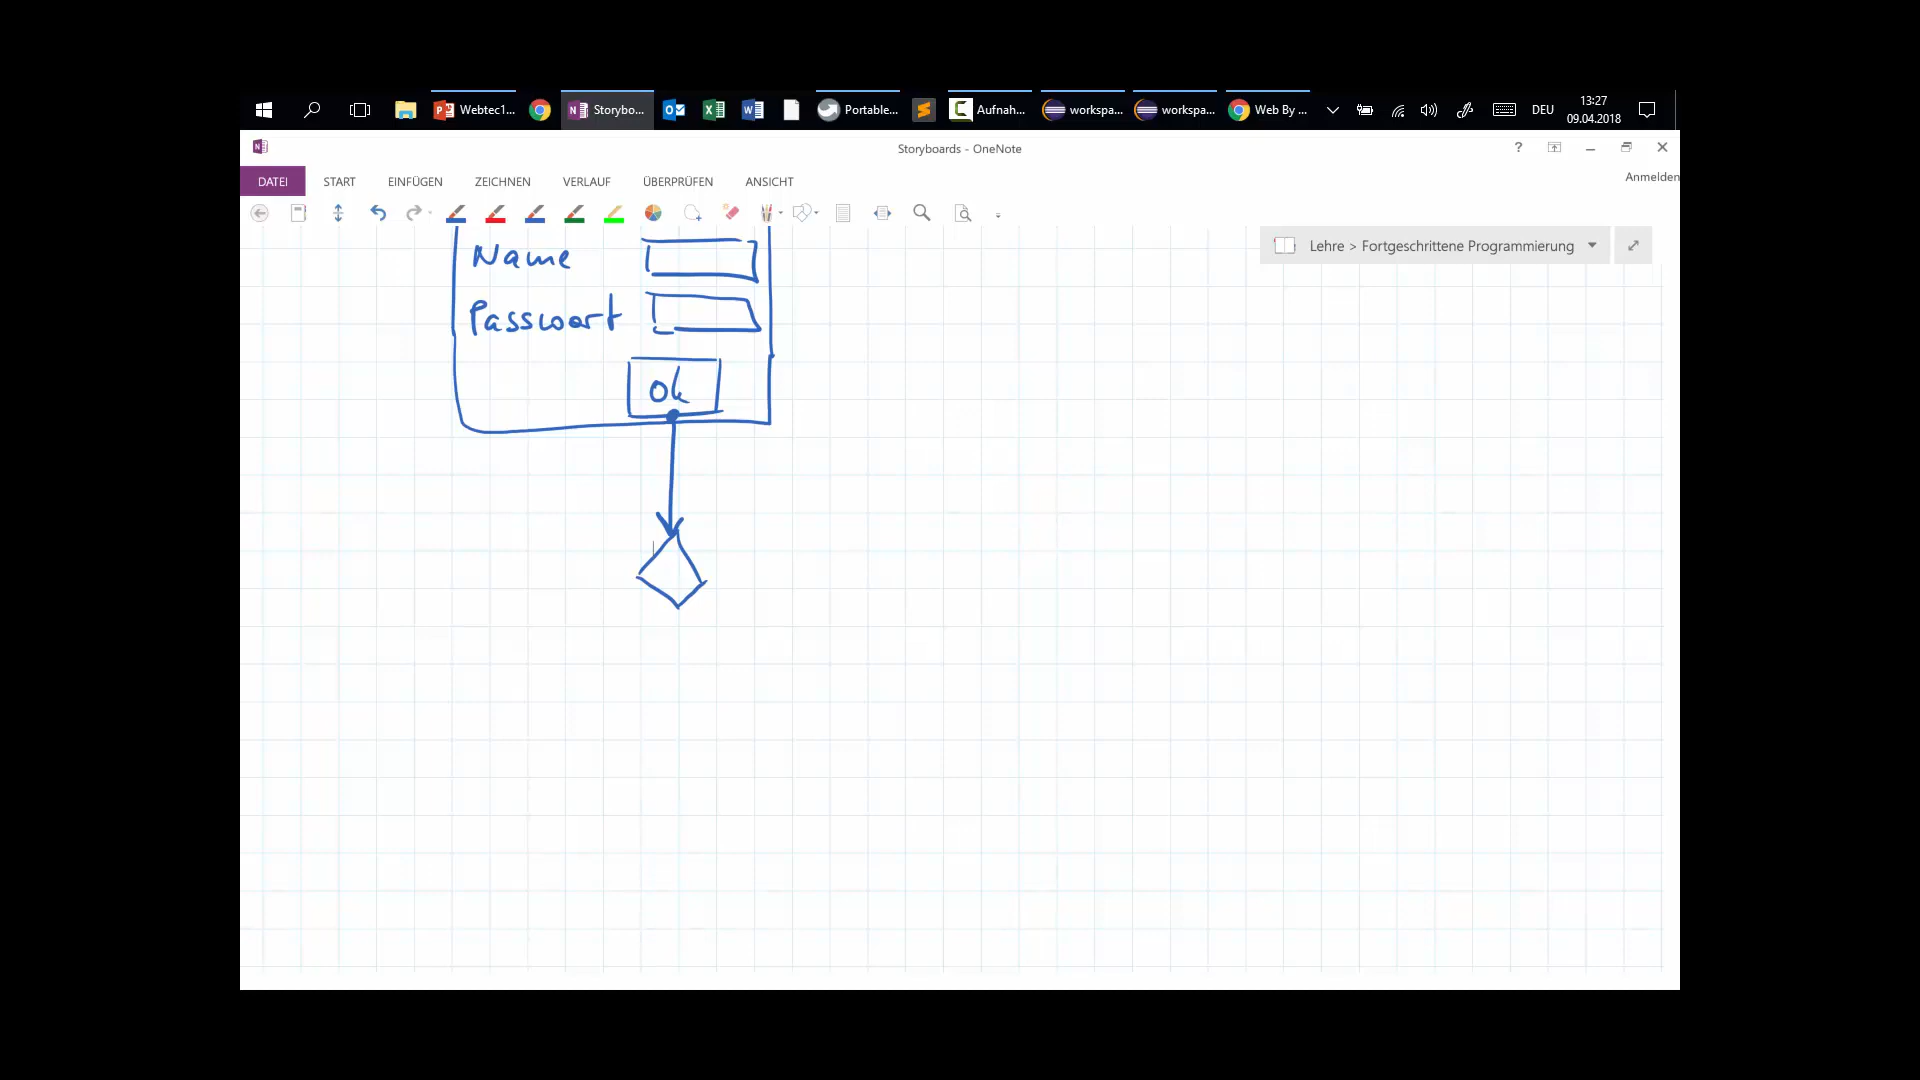 Webtec1... Storybo... Portable... Aufnah... workspa... workspa... Web By ... DEU 13:27
09.04.2018
Storyboards - OneNote
Anmelden
DATEI START EINFÜGEN ZEICHNEN VERLAUF ÜBERPRÜFEN ANSICHT
Lehre > Fortgeschrittene Programmierung
Name
Passwort
Ok